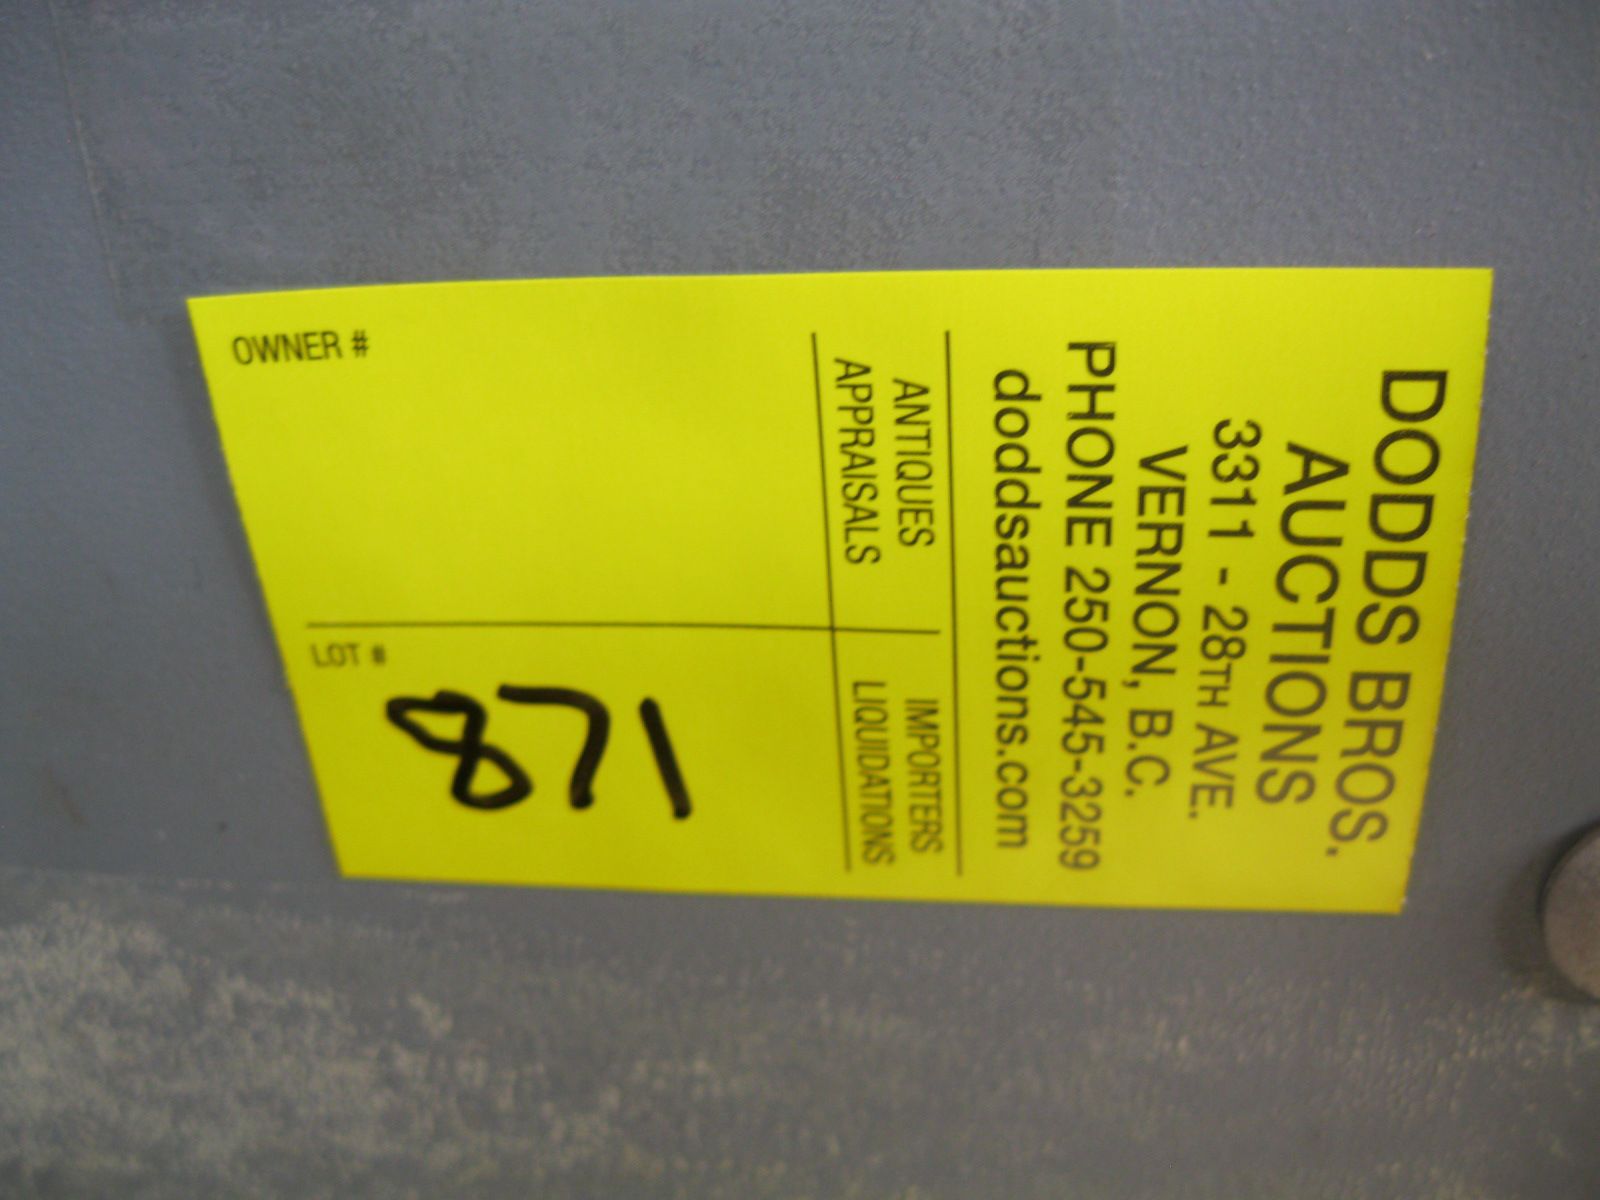 DODDS BROS.
AUCTIONS
3311 - 28TH AVE.
VERNON, B.C.
PHONE 250-545-3259
doddsauctions.com
ANTIQUES
APPRAISALS
IMPORTERS
LIQUIDATIONS
OWNER #
LOT #
871